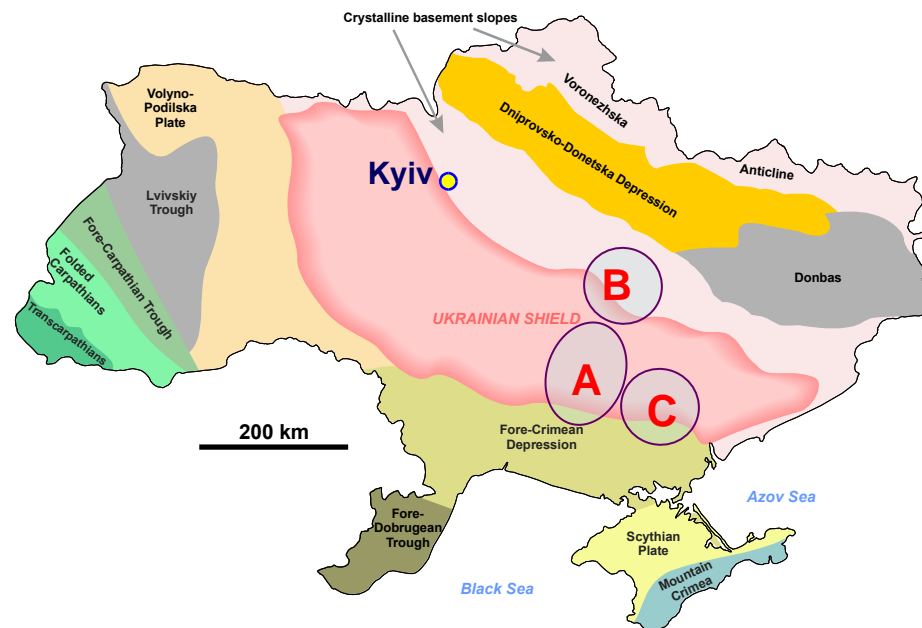 Crystalline basement slopes
Volyno-
Podilska
Plate
Voronezhska
Dniprovsko-Donetska Depression
Anticline
Kyiv
Lvivskiy
Trough
Fore-Carpathian Trough
Folded
Carpathians
Transcarpathians
Donbas
B
UKRAINIAN SHIELD
A
C
200 km
Fore-Crimean
Depression
Azov Sea
Fore-
Dobrugean
Trough
Scythian
Plate
Mountain
Crimea
Black Sea